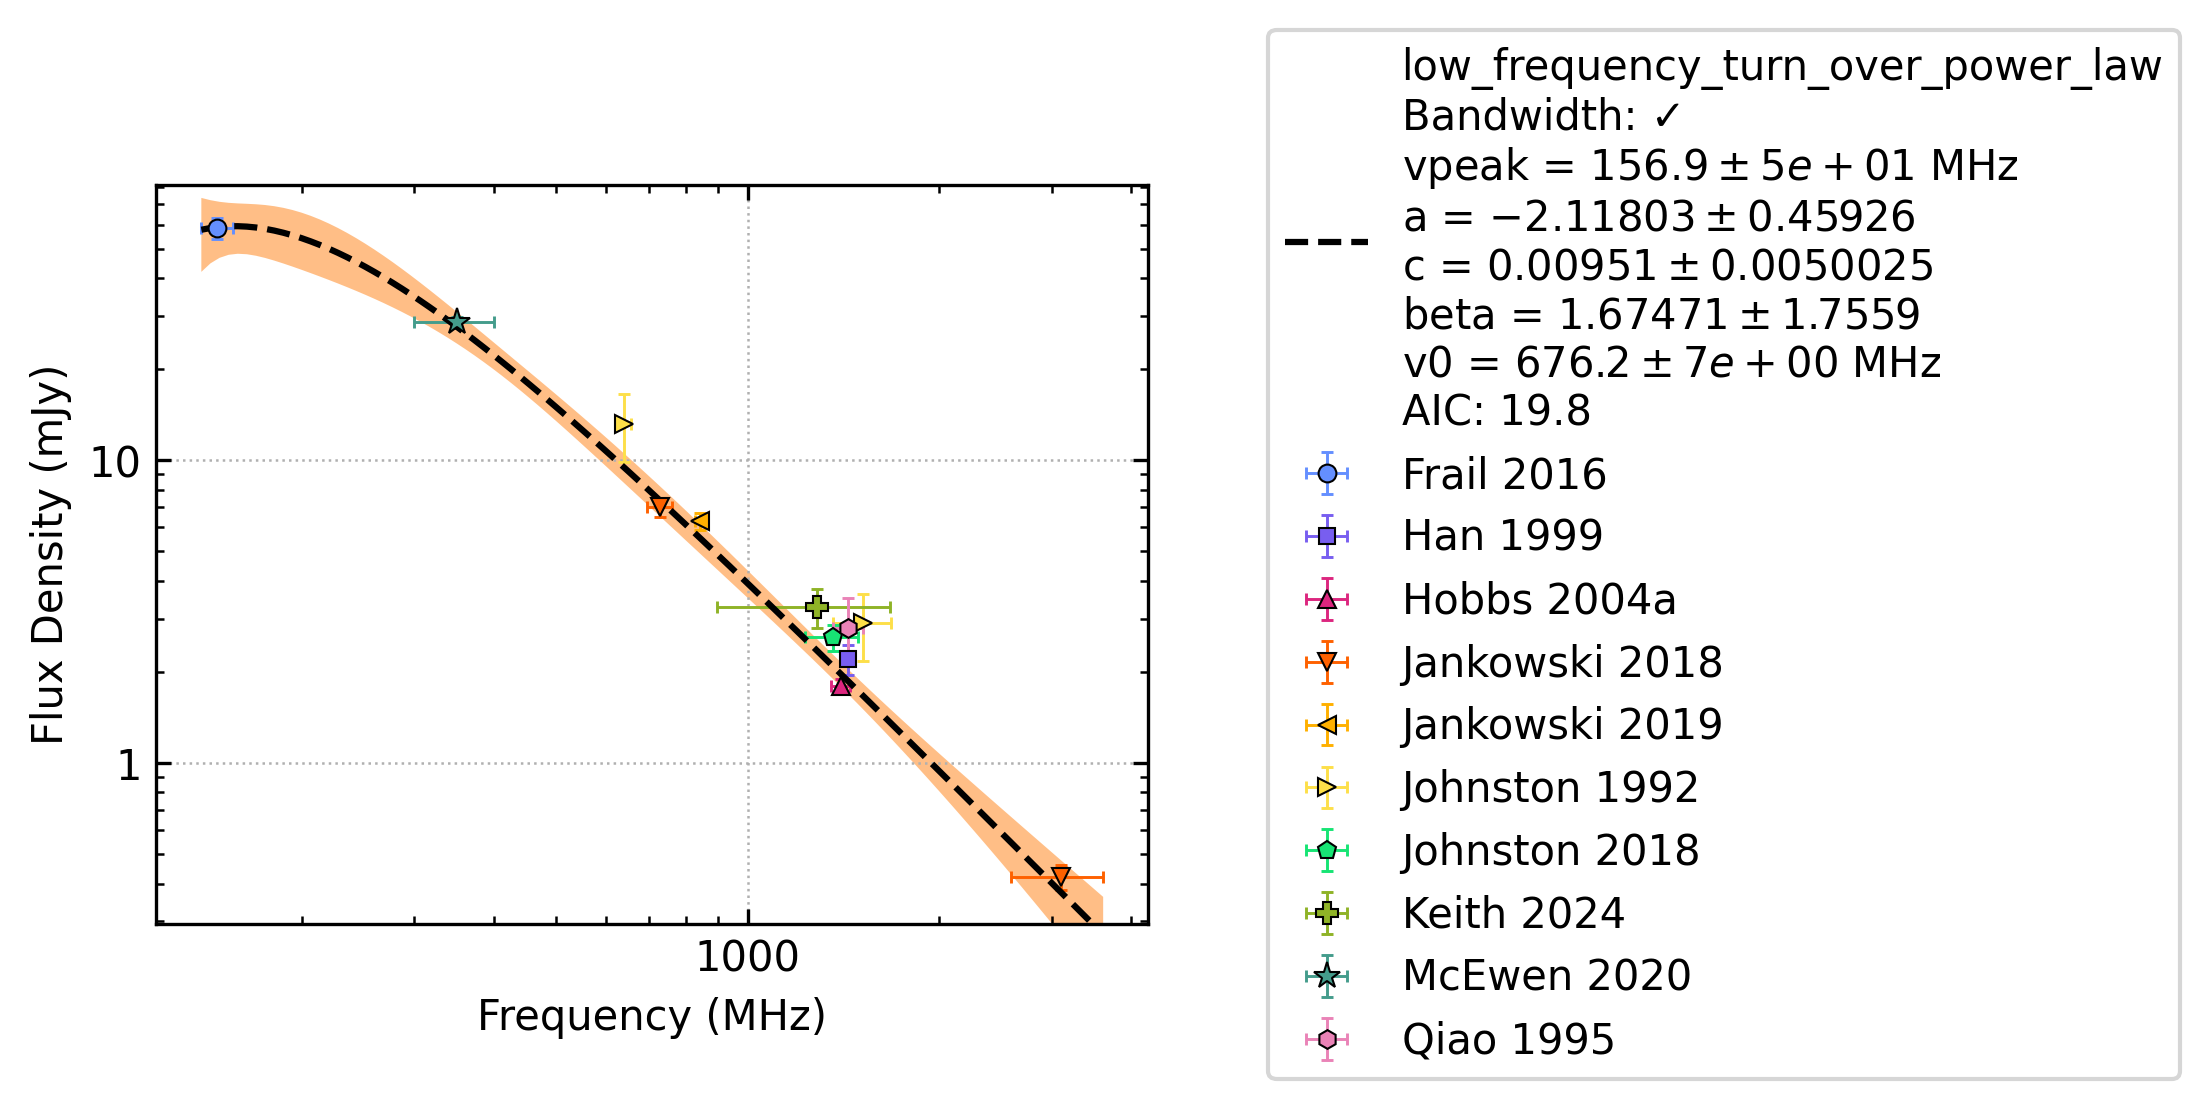 low_frequency_turn_over_power_law
Bandwidth: ✓
vpeak = 156.9 ± 5e + 01 MHz
a = −2.11803 ± 0.45926
c = 0.00951 ± 0.0050025
beta = 1.67471 ± 1.7559
v0 = 676.2 ± 7e + 00 MHz
AIC: 19.8
Frail 2016
Han 1999
Hobbs 2004a
Jankowski 2018
Jankowski 2019
Johnston 1992
Johnston 2018
Keith 2024
McEwen 2020
Qiao 1995
Flux Density (mJy)
10
1
1000
Frequency (MHz)